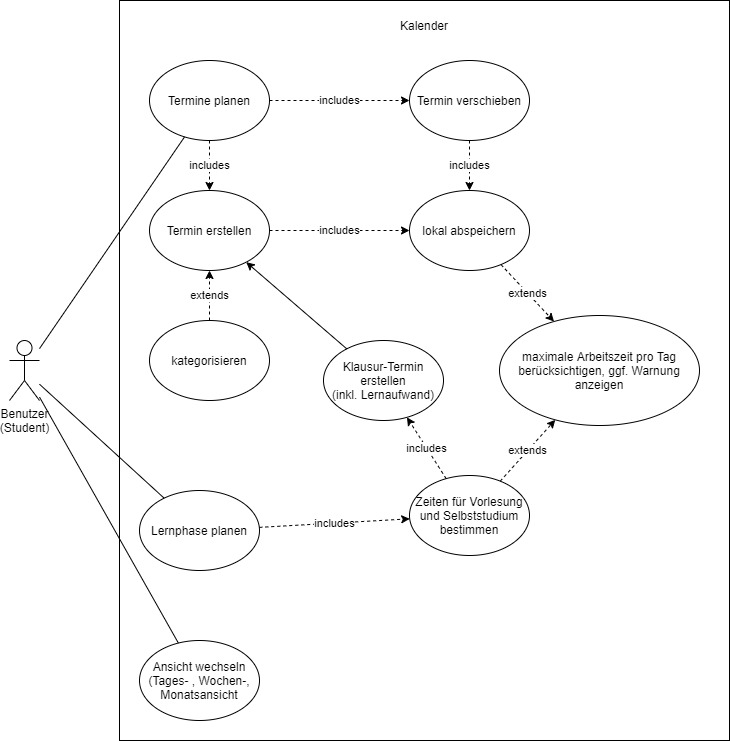 Kalender
Termine planen
includes
Termin verschieben
includes
includes
Termin erstellen
includes
lokal abspeichern
extends
extends
kategorisieren
Klausur-Termin
erstellen
(inkl. Lernaufwand)
maximale Arbeitszeit pro Tag
berücksichtigen, ggf. Warnung
anzeigen
Benutzer
(Student)
includes
extends
Lernphase planen
includes
Zeiten für Vorlesung
und Selbststudium
bestimmen
Ansicht wechseln
(Tages- , Wochen-,
Monatsansicht